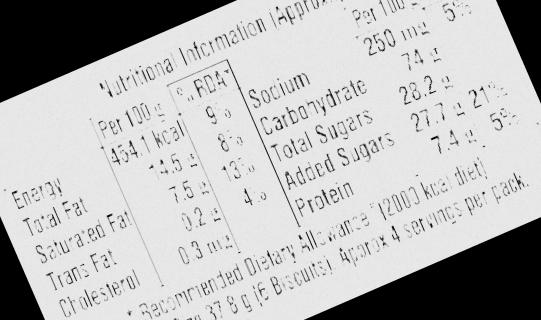 Nutritional Information (Approx
Per 100 g %RDA* Per 100
Energy 454.1 kcal 9% Sodium 250 mg 5%
Total Fat 14.5 g 8% Carbohydrate 74 g
Saturated Fat 7.5 g 13% Total Sugars 28.2 g
Trans Fat 0.2 g 4% Added Sugars 27.7 g 21%
Cholesterol 0.3 mg Protein 7.4 g 5%
* Recommended Dietary Allowance (2000 kcal diet)
37.8 g (6 Biscuits). Approx 4 servings per pack.